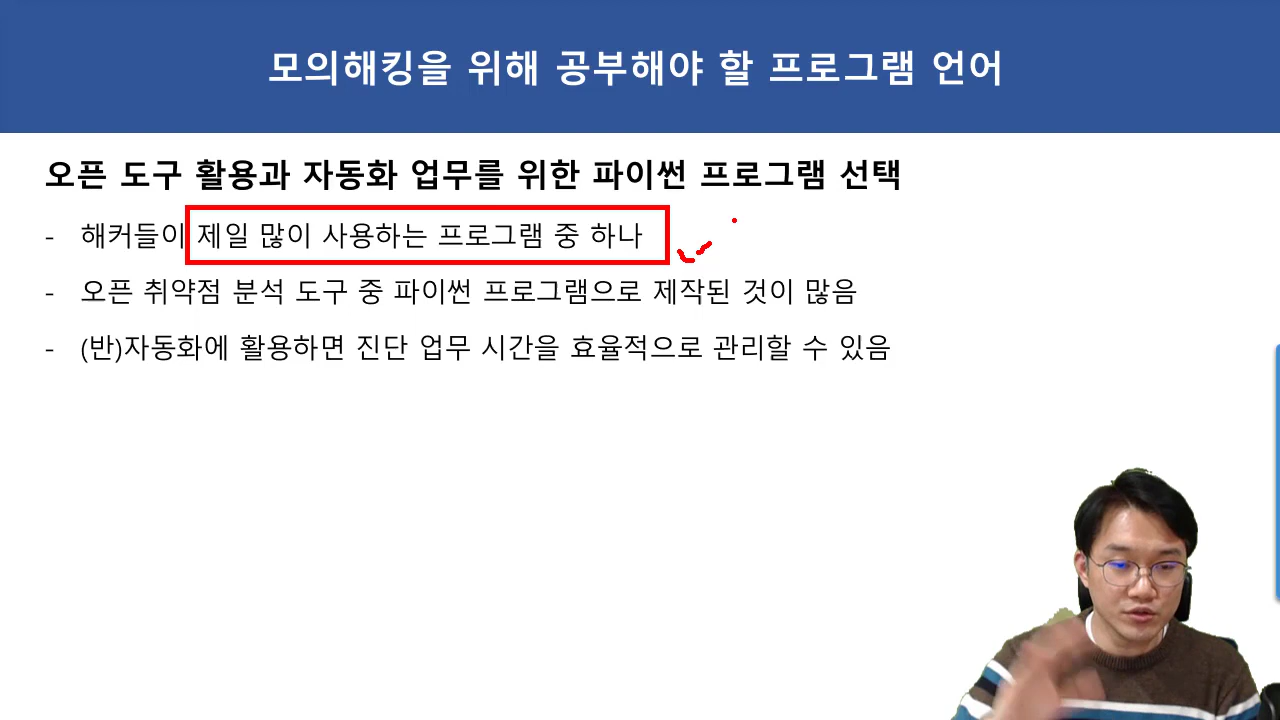 모의해킹을 위해 공부해야 할 프로그램 언어
오픈 도구 활용과 자동화 업무를 위한 파이썬 프로그램 선택
- 해커들이 제일 많이 사용하는 프로그램 중 하나
- 오픈 취약점 분석 도구 중 파이썬 프로그램으로 제작된 것이 많음
- (반)자동화에 활용하면 진단 업무 시간을 효율적으로 관리할 수 있음